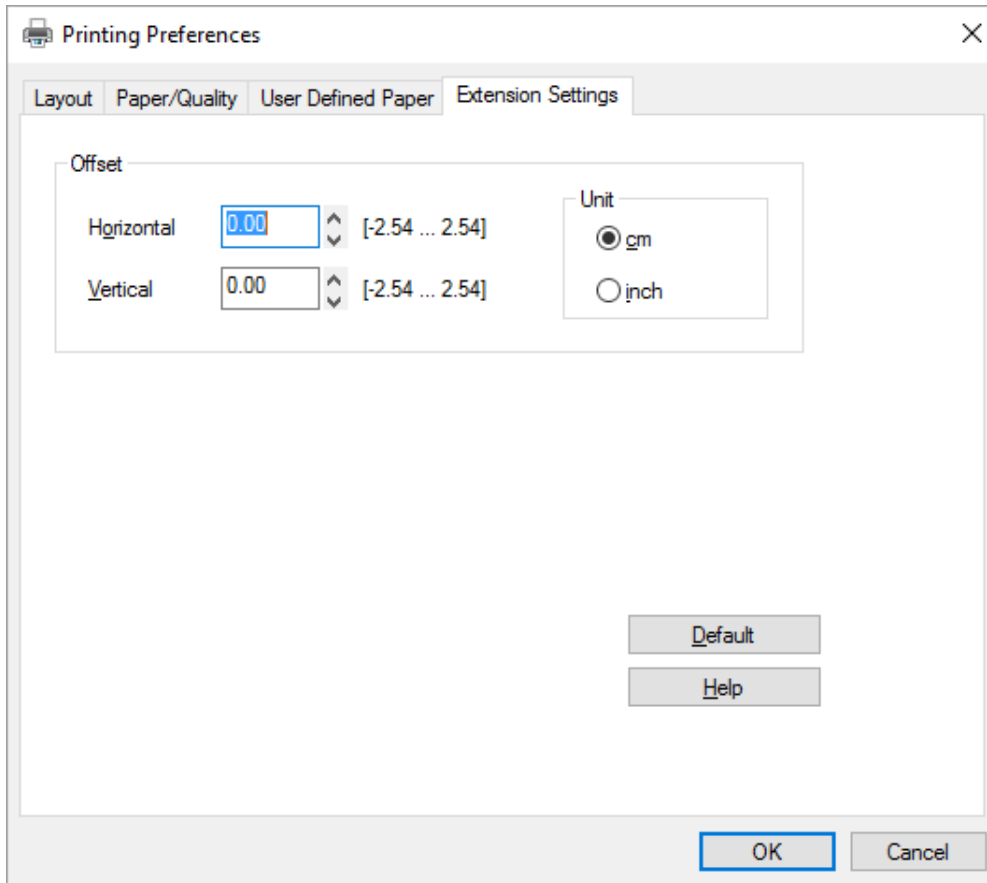 Printing Preferences
Layout Paper/Quality User Defined Paper Extension Settings
Offset
Unit
Horizontal 0.00 [-2.54 ... 2.54]
cm
Vertical 0.00 [-2.54 ... 2.54]
inch
Default
Help
OK Cancel